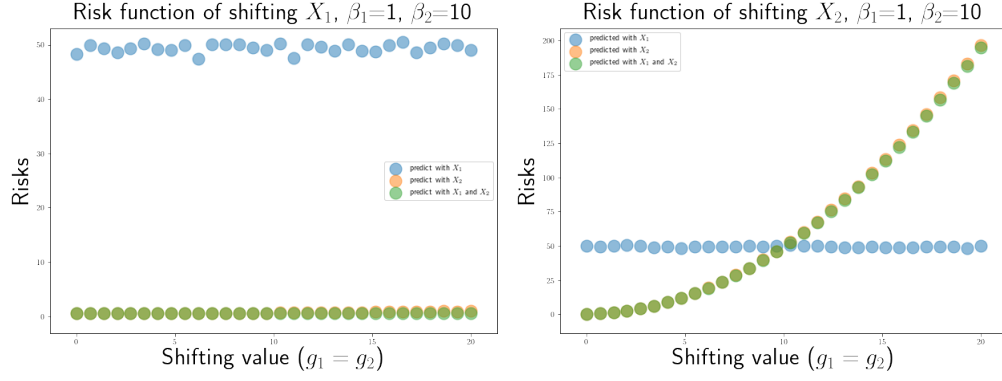 Risk function of shifting X₁, β₁=1, β₂=10
Risks
50
40
30
20
10
0
predict with X₁
predict with X₂
predict with X₁ and X₂
0
5
10
15
20
Shifting value (g₁ = g₂)
Risk function of shifting X₂, β₁=1, β₂=10
Risks
200
175
150
125
100
75
50
25
0
predicted with X₁
predicted with X₂
predicted with X₁ and X₂
0
5
10
15
20
Shifting value (g₁ = g₂)